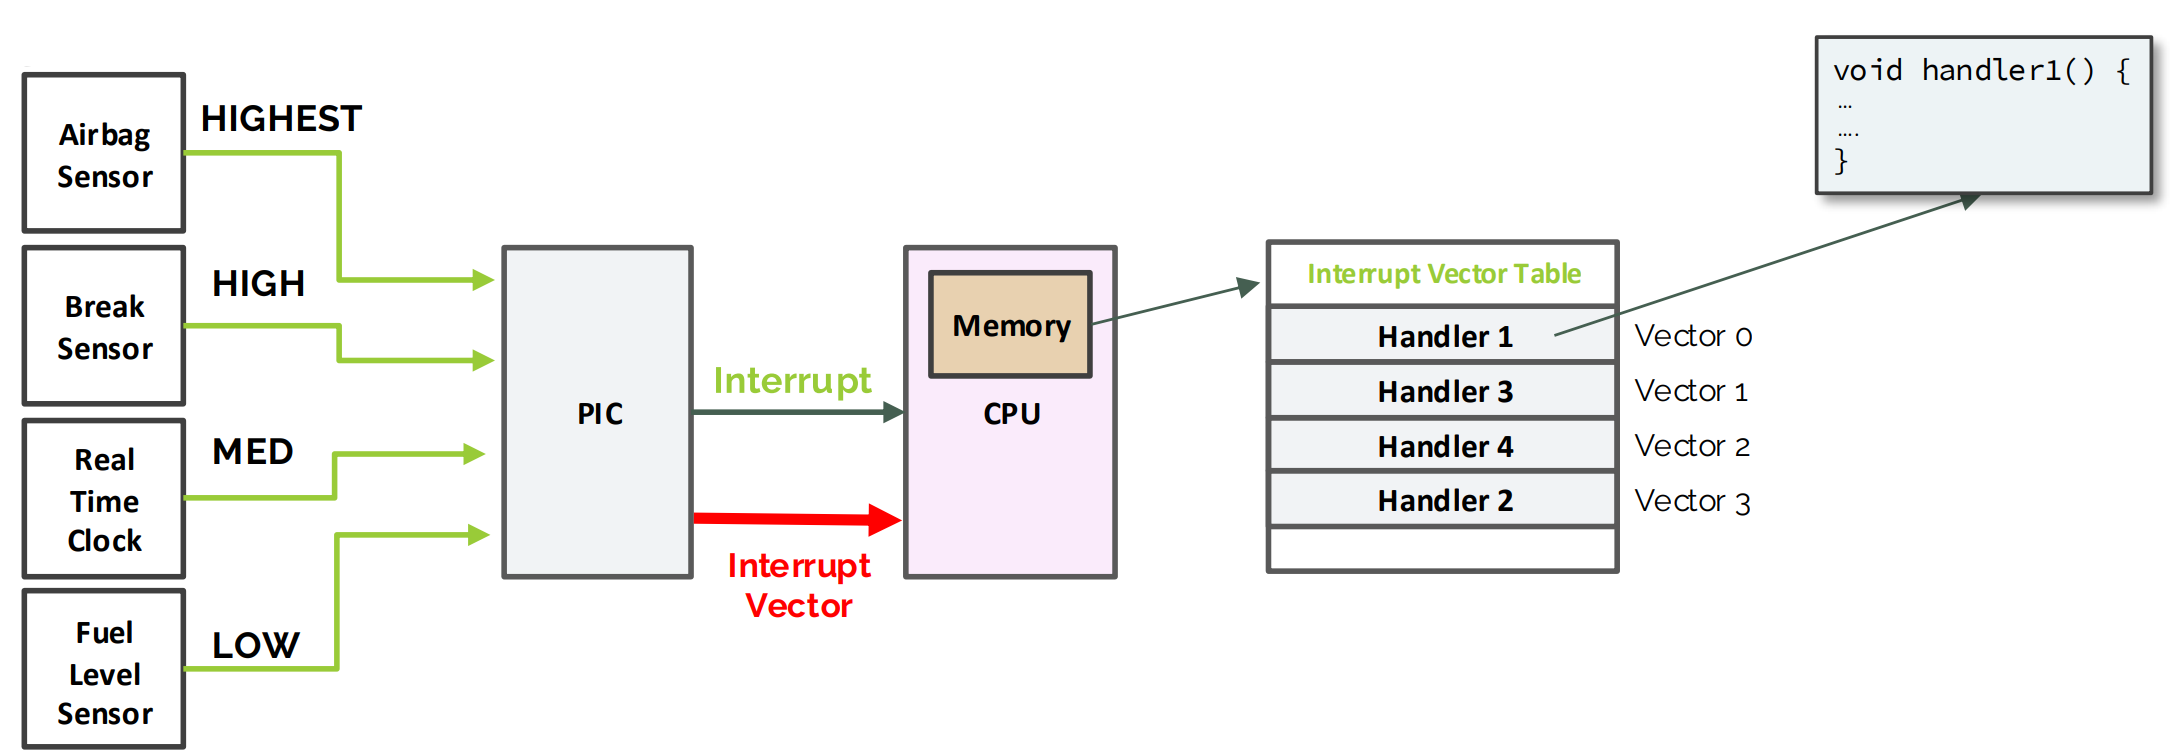 Airbag
Sensor
HIGHEST
Break
Sensor
HIGH
Real
Time
Clock
MED
Fuel
Level
Sensor
LOW
PIC
Interrupt
Interrupt
Vector
Memory
CPU
Interrupt Vector Table
Handler 1
Vector 0
Handler 3
Vector 1
Handler 4
Vector 2
Handler 2
Vector 3
void handler1() {
...
....
}